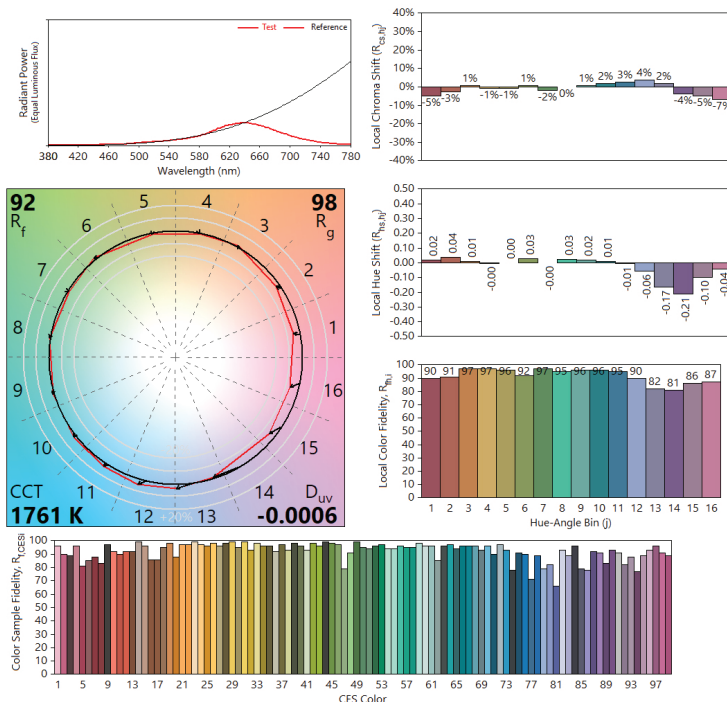 Radiant Power
(Equal Luminous Flux)
Test Reference
380 420 460 500 540 580 620 660 700 740 780
Wavelength (nm)
Local Chroma Shift (Rcs,hj)
40%
30%
20%
10%
0%
-10%
-20%
-30%
-40%
-5% -3% 1% -1% -1% 1% -2% 0% 1% 2% 3% 4% 2% -4% -5% -7%
92
Rf
98
Rg
5 4
6 3
7 2
8 1
9 16
10 15
11 14
12 13
+20%
CCT
1761 K
Duv
-0.0006
Local Hue Shift (Rhs,hj)
0.50
0.40
0.30
0.20
0.10
0.00
-0.10
-0.20
-0.30
-0.40
-0.50
0.02 0.04 0.01 -0.00 0.00 0.03 -0.00 0.03 0.02 0.01 -0.01 -0.06 -0.17 -0.21 -0.10 -0.04
Local Color Fidelity, Rfh,i
100
90
80
70
60
50
40
30
20
10
0
90 91 97 97 96 92 97 95 96 96 95 90 82 81 86 87
1 2 3 4 5 6 7 8 9 10 11 12 13 14 15 16
Hue-Angle Bin (j)
Color Sample Fidelity, Rf,CESi
100
90
80
70
60
50
40
30
20
10
0
1 5 9 13 17 21 25 29 33 37 41 45 49 53 57 61 65 69 73 77 81 85 89 93 97
CES Color